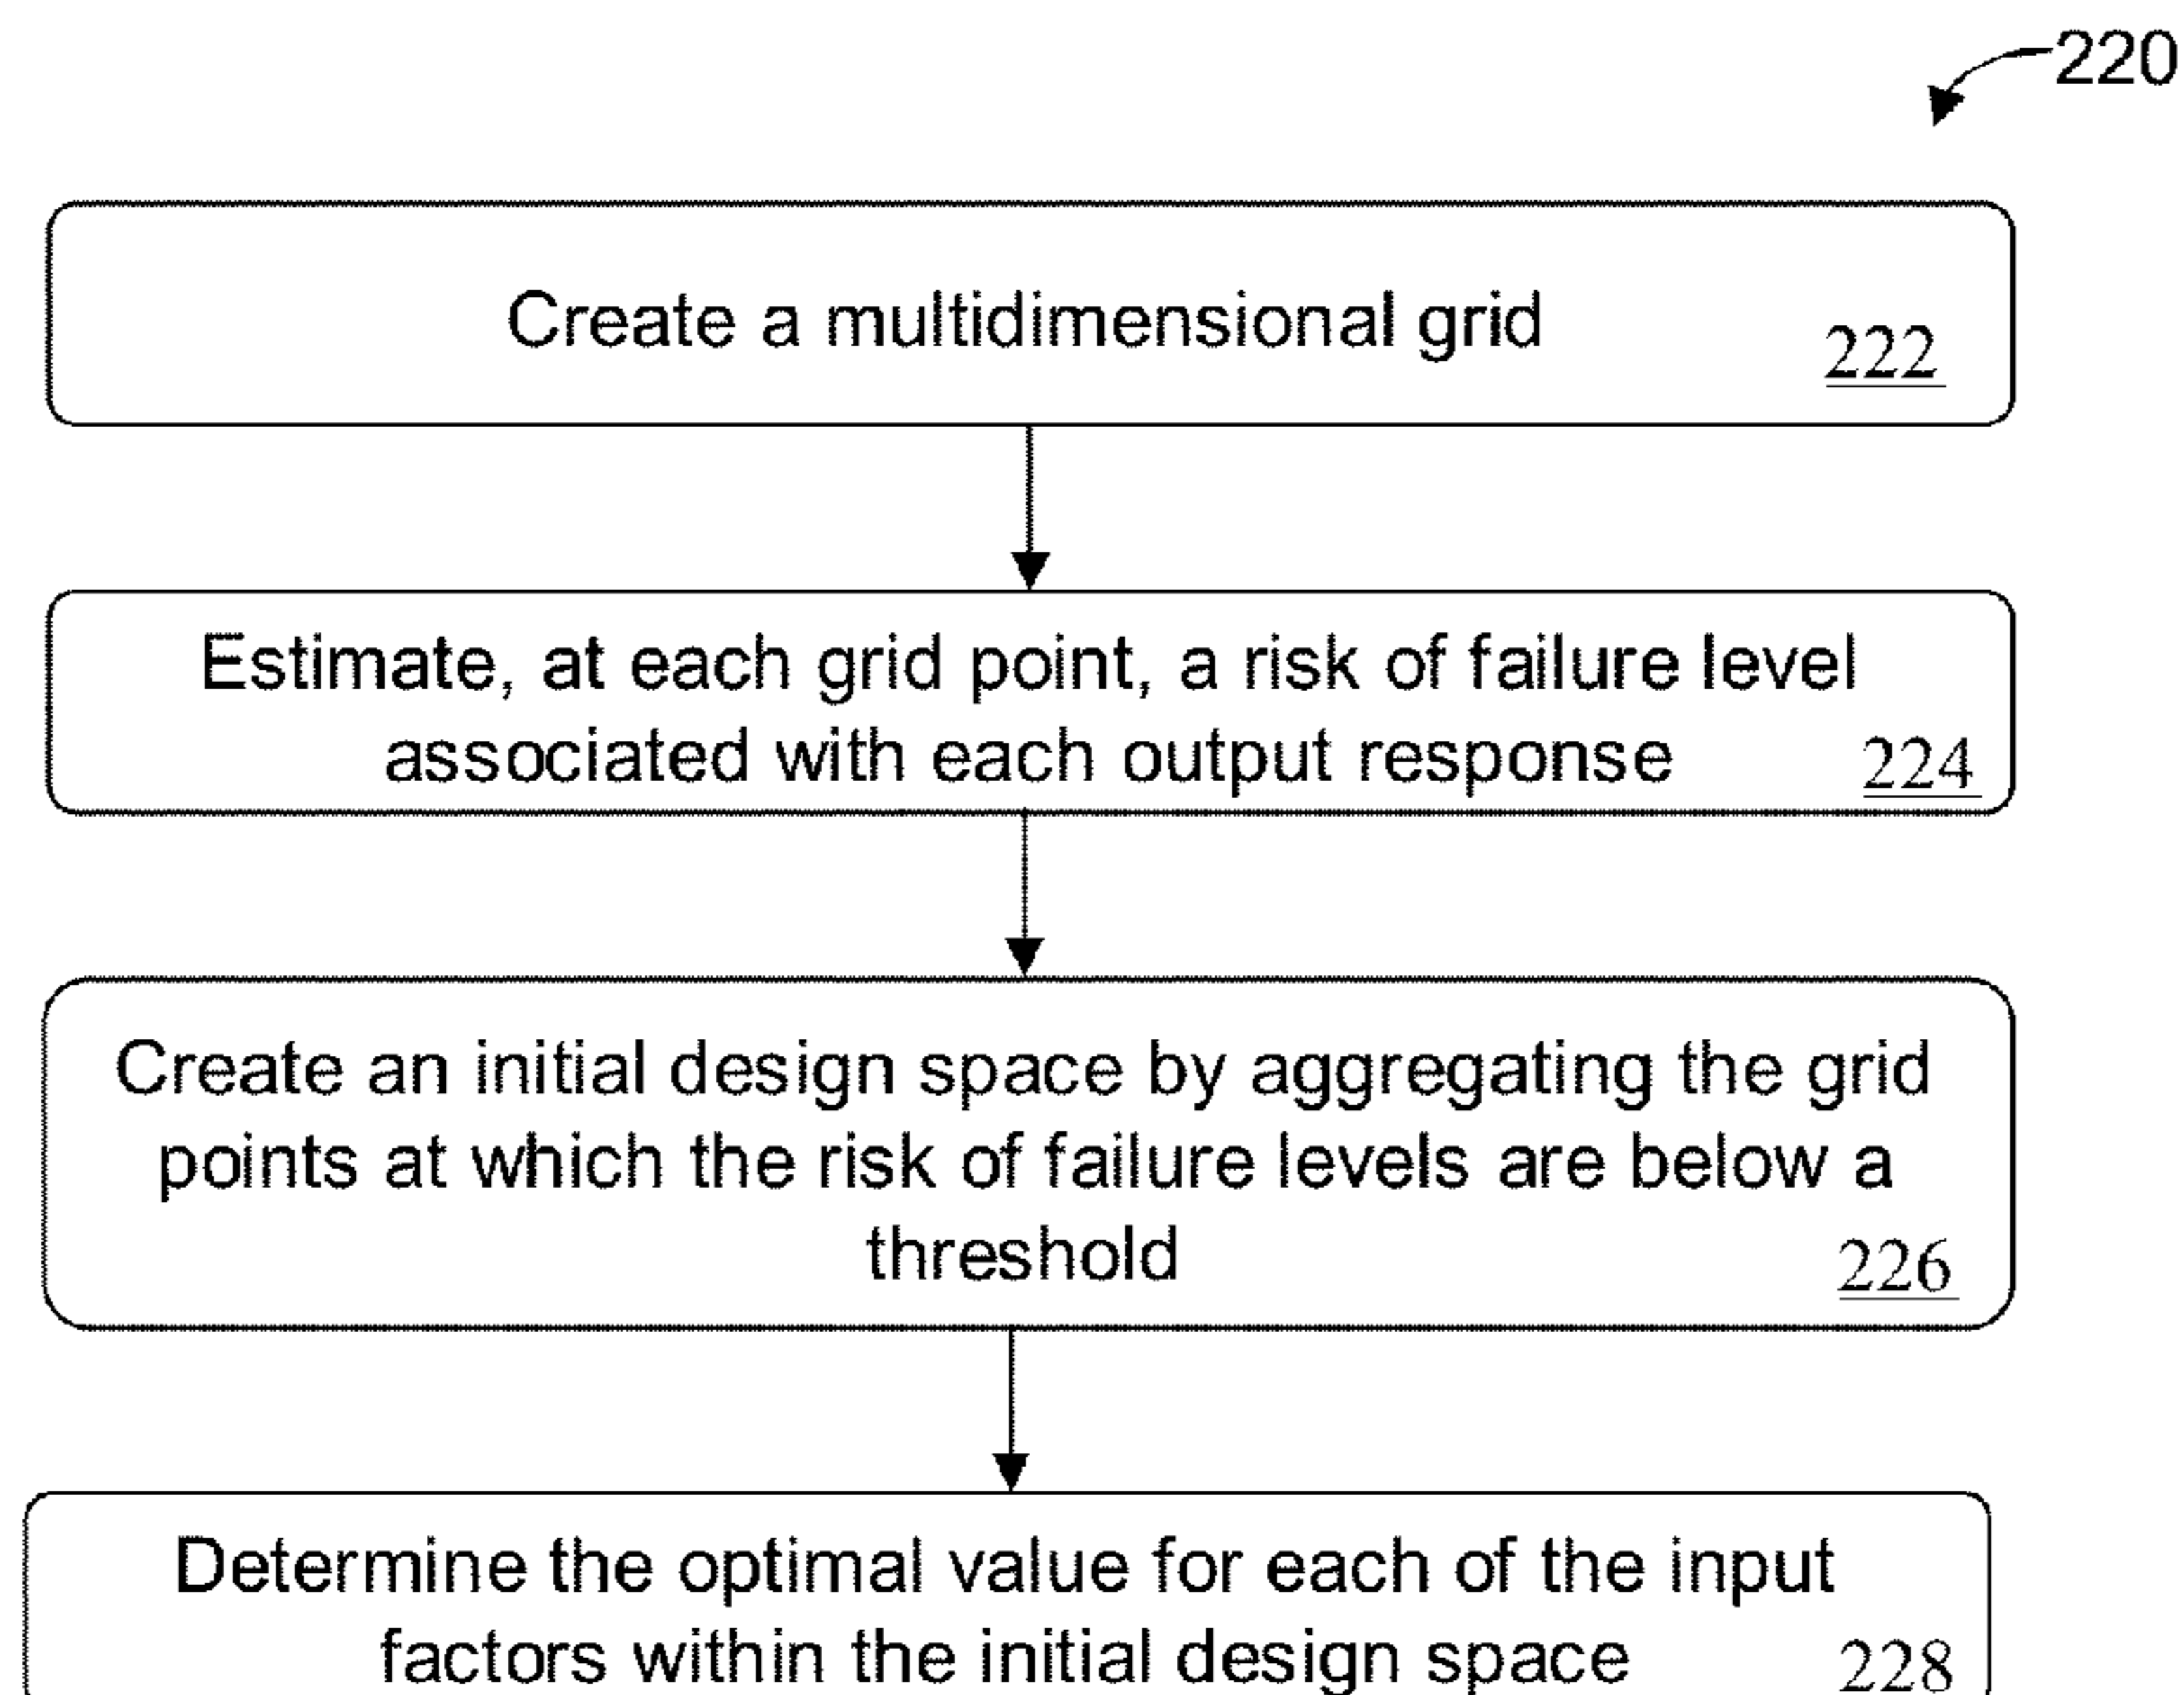 220
Create a multidimensional grid
222
Estimate, at each grid point, a risk of failure level
associated with each output response
224
Create an initial design space by aggregating the grid
points at which the risk of failure levels are below a
threshold
226
Determine the optimal value for each of the input
factors within the initial design space
228